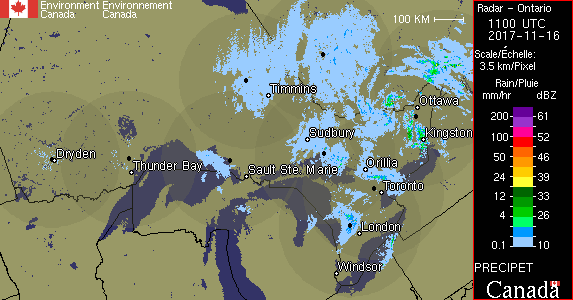 Environment Environnement
Canada Canada
100 KM
Timmins
Ottawa
Sudbury
Kingston
Dryden
Thunder Bay
Sault Ste. Marie
Orillia
Toronto
London
Windsor
Radar - Ontario
1100 UTC
2017-11-16
Scale/Échelle:
3.5 km/Pixel
Rain/Pluie
mm/hr dBZ
200 61
100 52
50 46
24 39
12 33
4 26
0.1 10
PRECIPET
Canada